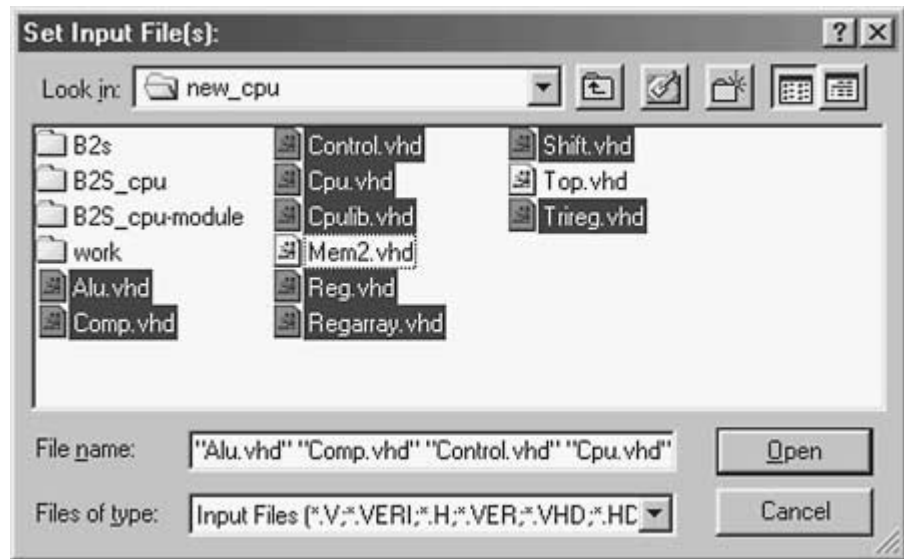 Set Input File(s):
Look in: new_cpu
B2s
B2S_cpu
B2S_cpu-module
work
Alu.vhd
Comp.vhd
Control.vhd
Cpu.vhd
Cpulib.vhd
Mem2.vhd
Reg.vhd
Regarray.vhd
Shift.vhd
Top.vhd
Trireg.vhd
File name: "Alu.vhd" "Comp.vhd" "Control.vhd" "Cpu.vhd"
Open
Files of type: Input Files (*.V;*.VERI;*.H;*.VER;*.VHD;*.HD
Cancel